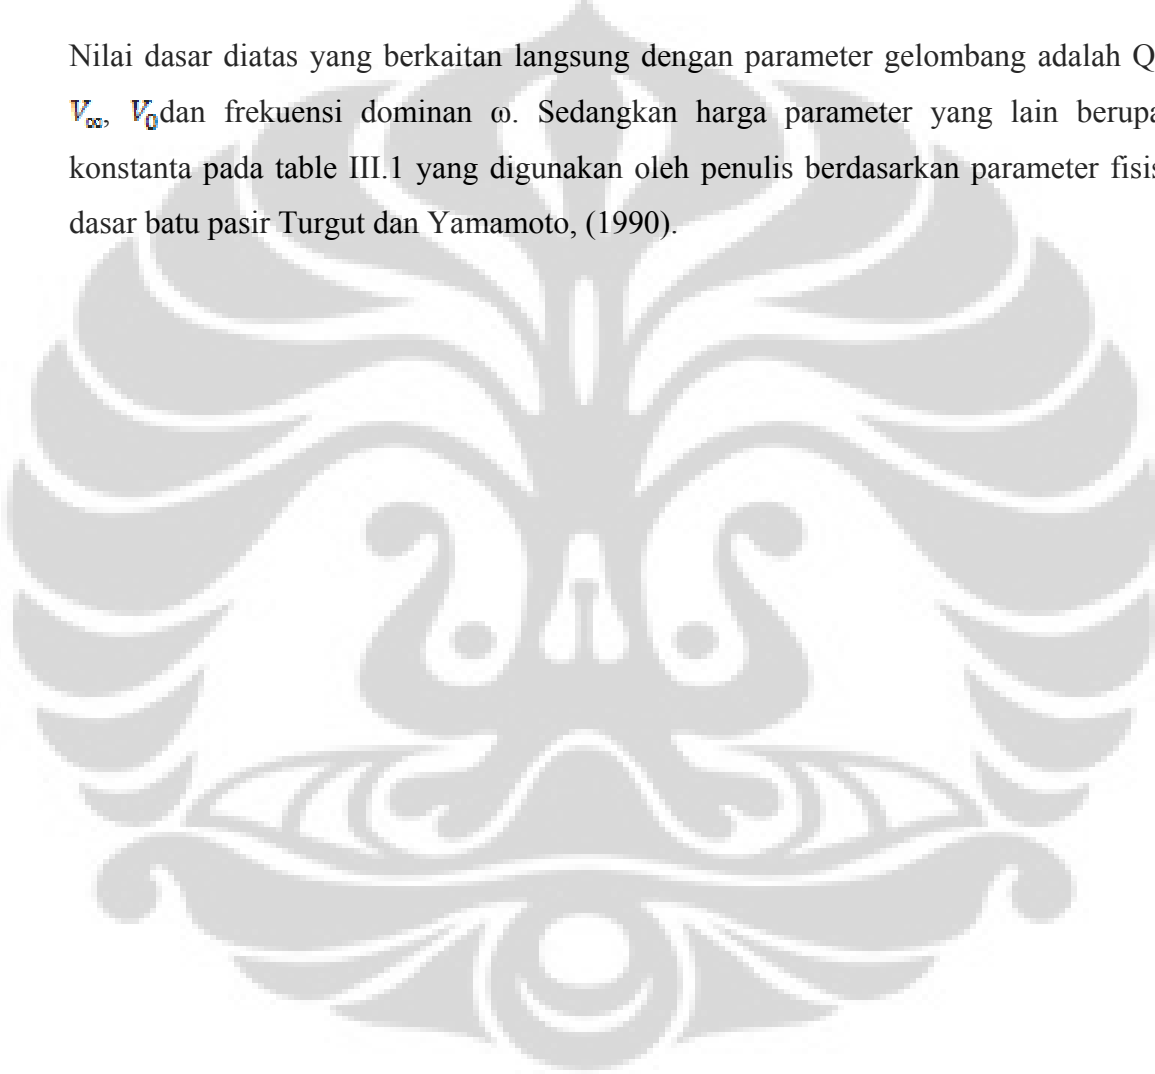 Nilai dasar diatas yang berkaitan langsung dengan parameter gelombang adalah Q
V∞, V0dan frekuensi dominan ω. Sedangkan harga parameter yang lain berupa
konstanta pada table III.1 yang digunakan oleh penulis berdasarkan parameter fisis
dasar batu pasir Turgut dan Yamamoto, (1990).